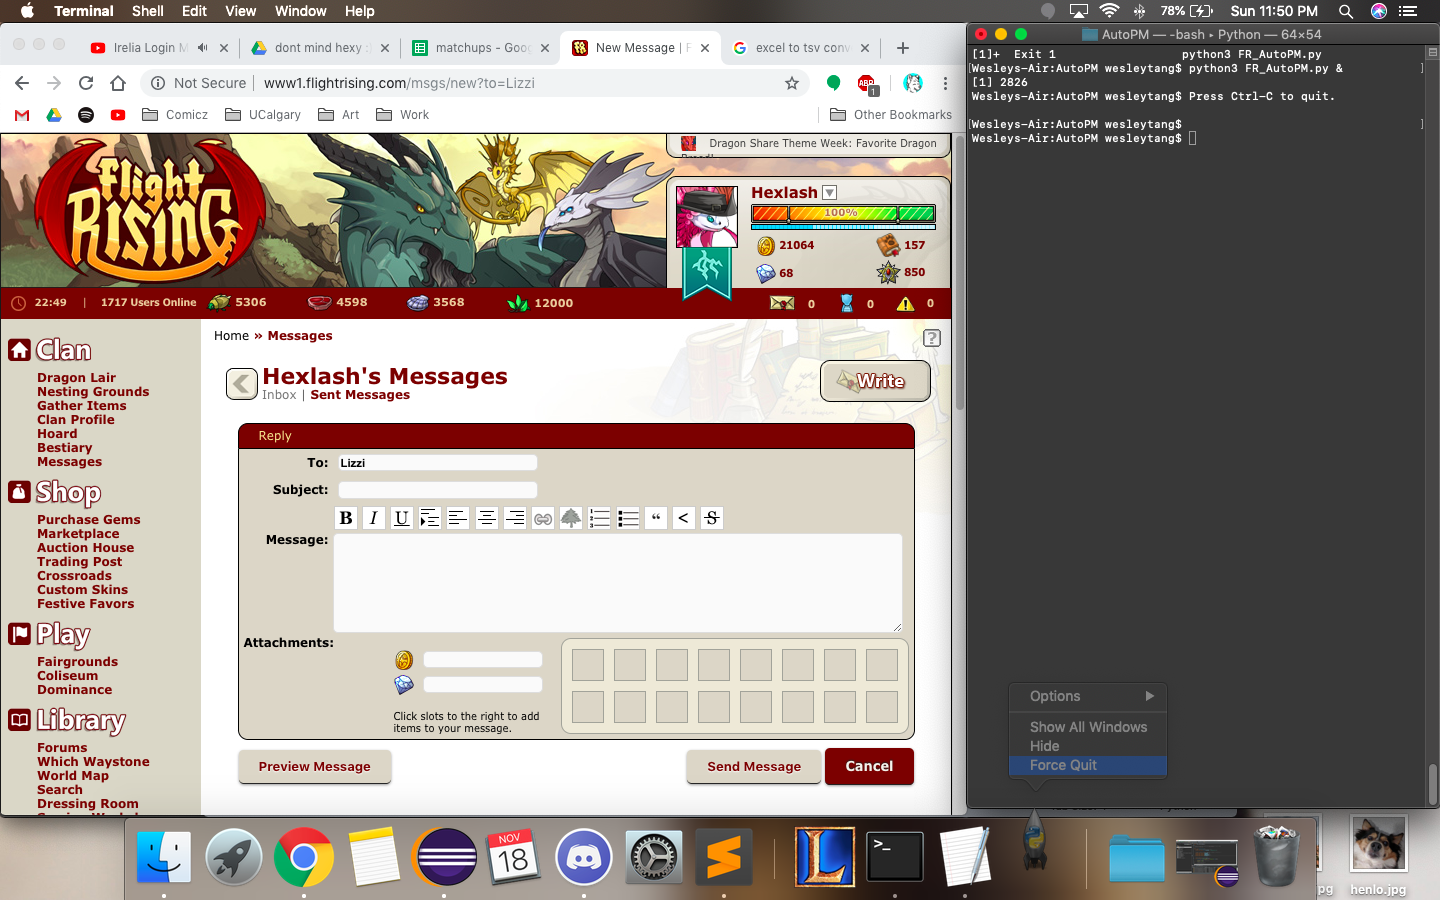 Terminal Shell Edit View Window Help 78% Sun 11:50 PM
Irelia Login M dont mind hexy : matchups - Goog New Message | F excel to tsv conv
Not Secure | www1.flightrising.com/msgs/new?to=Lizzi ABP 1
Comicz UCalgary Art Work Other Bookmarks
Flight
RISING
Dragon Share Theme Week: Favorite Dragon
Hexlash
100%
21064 157
68 850
22:49 | 1717 Users Online 5306 4598 3568 12000 0 0 0
Clan
Dragon Lair
Nesting Grounds
Gather Items
Clan Profile
Hoard
Bestiary
Messages
Shop
Purchase Gems
Marketplace
Auction House
Trading Post
Crossroads
Custom Skins
Festive Favors
Play
Fairgrounds
Coliseum
Dominance
Library
Forums
Which Waystone
World Map
Search
Dressing Room
Home » Messages
?
Hexlash's Messages
Inbox | Sent Messages
Write
Reply
To: Lizzi
Subject:
B I U “ < S
Message:
Attachments:
Click slots to the right to add
items to your message.
Preview Message Send Message Cancel
AutoPM — -bash ▸ Python — 64×54
[1]+ Exit 1 python3 FR_AutoPM.py
[Wesleys-Air:AutoPM wesleytang$ python3 FR_AutoPM.py & ]
[1] 2826
Wesleys-Air:AutoPM wesleytang$ Press Ctrl-C to quit.
[Wesleys-Air:AutoPM wesleytang$ ]
Wesleys-Air:AutoPM wesleytang$
Options
Show All Windows
Hide
Force Quit
NOV
18
L
>_
henlo.jpg